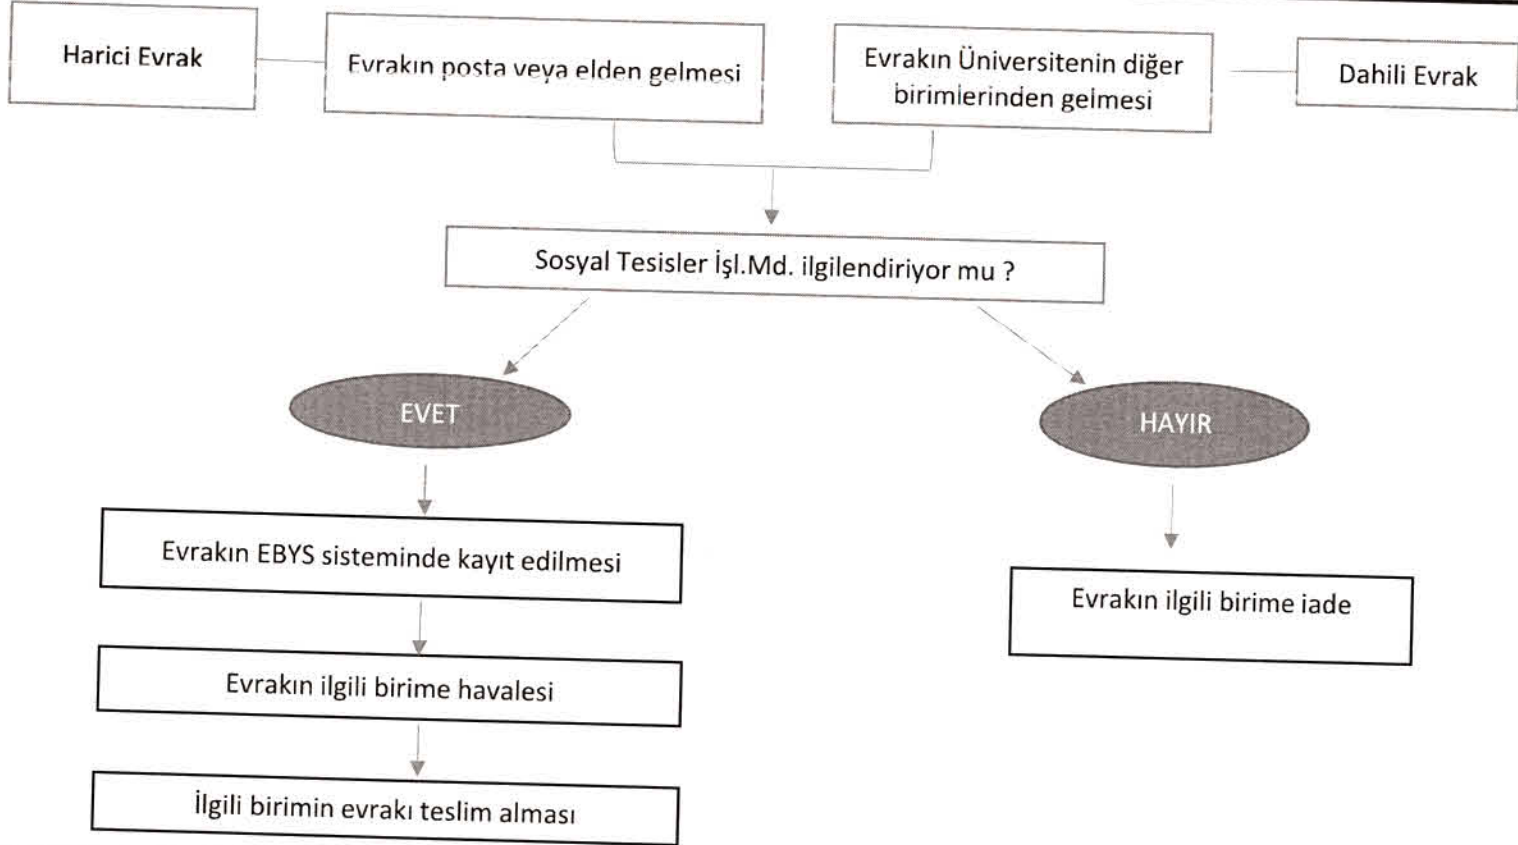 Harici Evrak
Evrakın posta veya elden gelmesi
Evrakın Üniversitenin diğer
birimlerinden gelmesi
Dahili Evrak
Sosyal Tesisler İşl.Md. ilgilendiriyor mu ?
EVET
HAYIR
Evrakın EBYS sisteminde kayıt edilmesi
Evrakın ilgili birime iade
Evrakın ilgili birime havalesi
İlgili birimin evrakı teslim alması